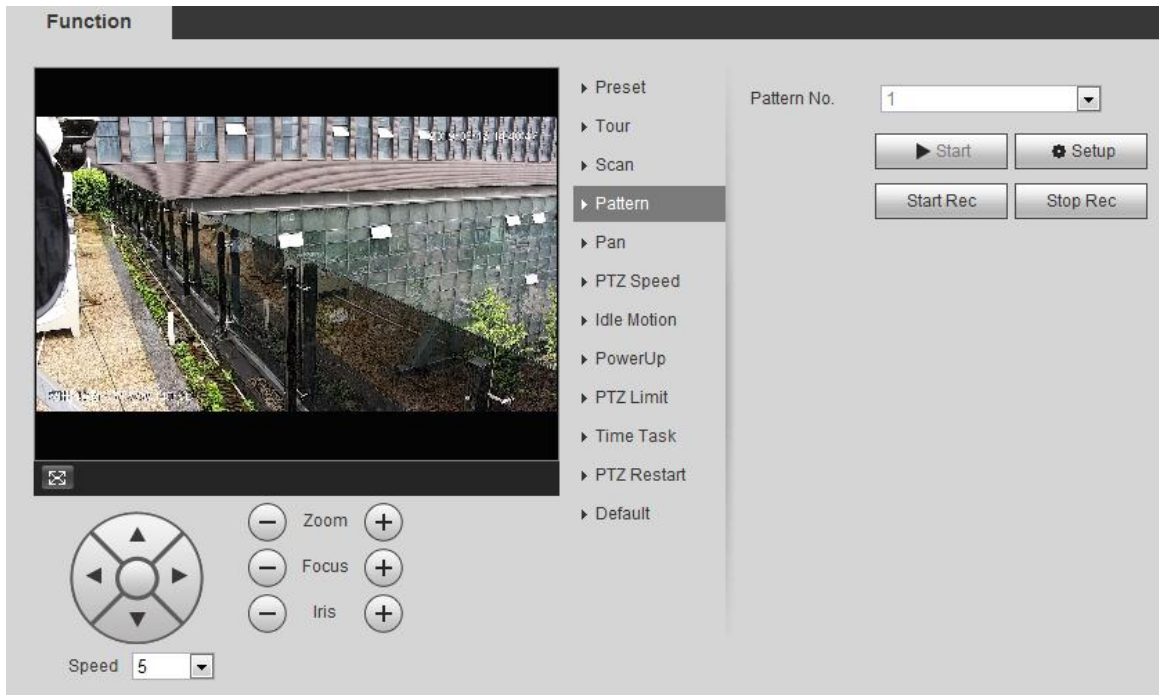 Function
Preset
Tour
Scan
Pattern
Pan
PTZ Speed
Idle Motion
PowerUp
PTZ Limit
Time Task
PTZ Restart
Default
Pattern No. 1
Start Setup
Start Rec Stop Rec
Zoom
Focus
Iris
Speed 5